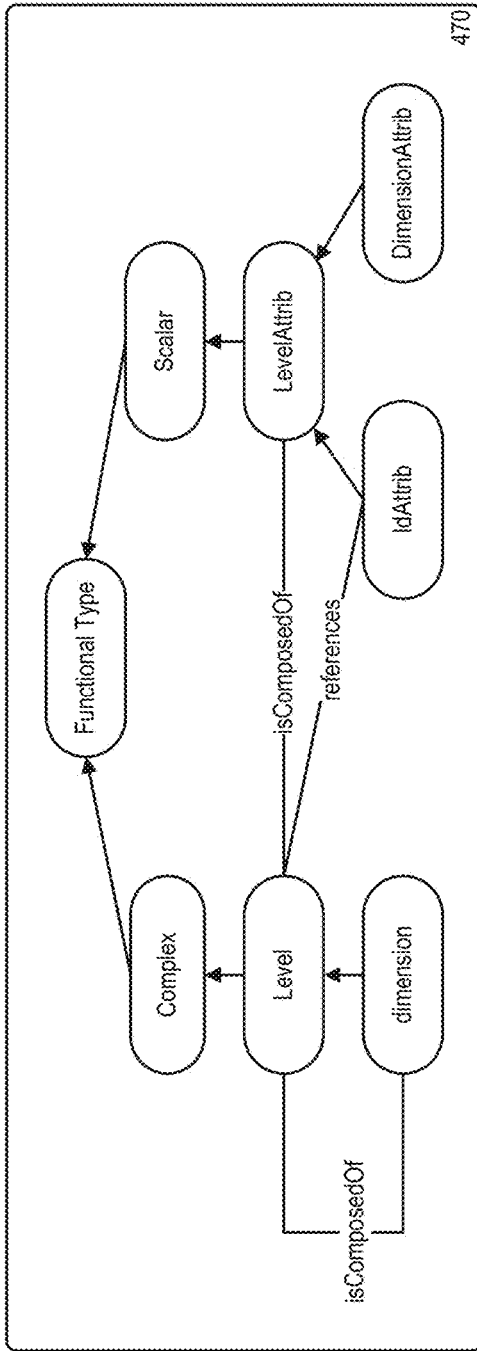 Functional Type
Complex
Scalar
Level
isComposedOf
LevelAttrib
references
isComposedOf
dimension
IdAttrib
DimensionAttrib
470